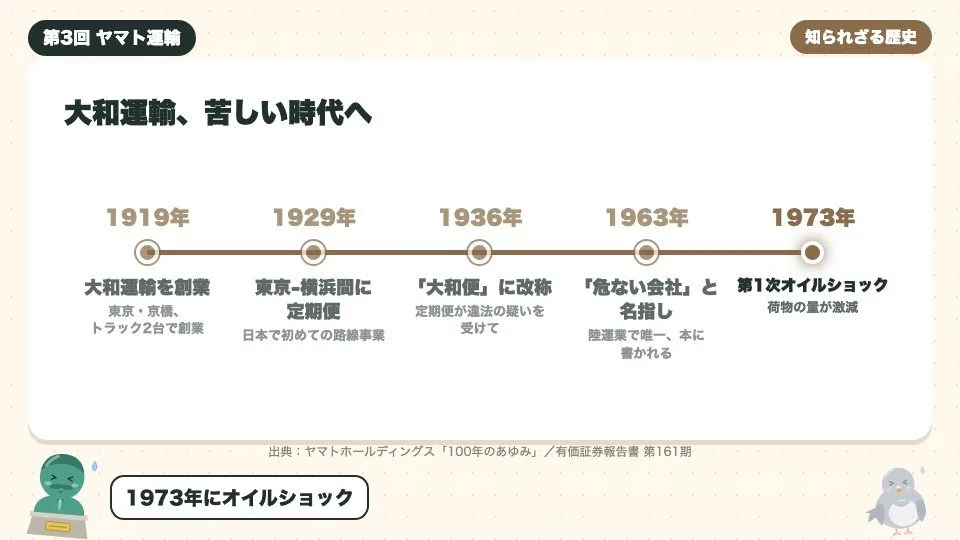 第3回 ヤマト運輸
知られざる歴史
大和運輸、苦しい時代へ
1919年
大和運輸を創業
東京・京橋、
トラック2台で創業
1929年
東京-横浜間に
定期便
日本で初めての路線事業
1936年
「大和便」に改称
定期便が違法の疑いを
受けて
1963年
「危ない会社」と
名指し
陸運業で唯一、本に
書かれる
1973年
第1次オイルショック
荷物の量が激減
出典：ヤマトホールディングス「100年のあゆみ」／有価証券報告書 第161期
1973年にオイルショック